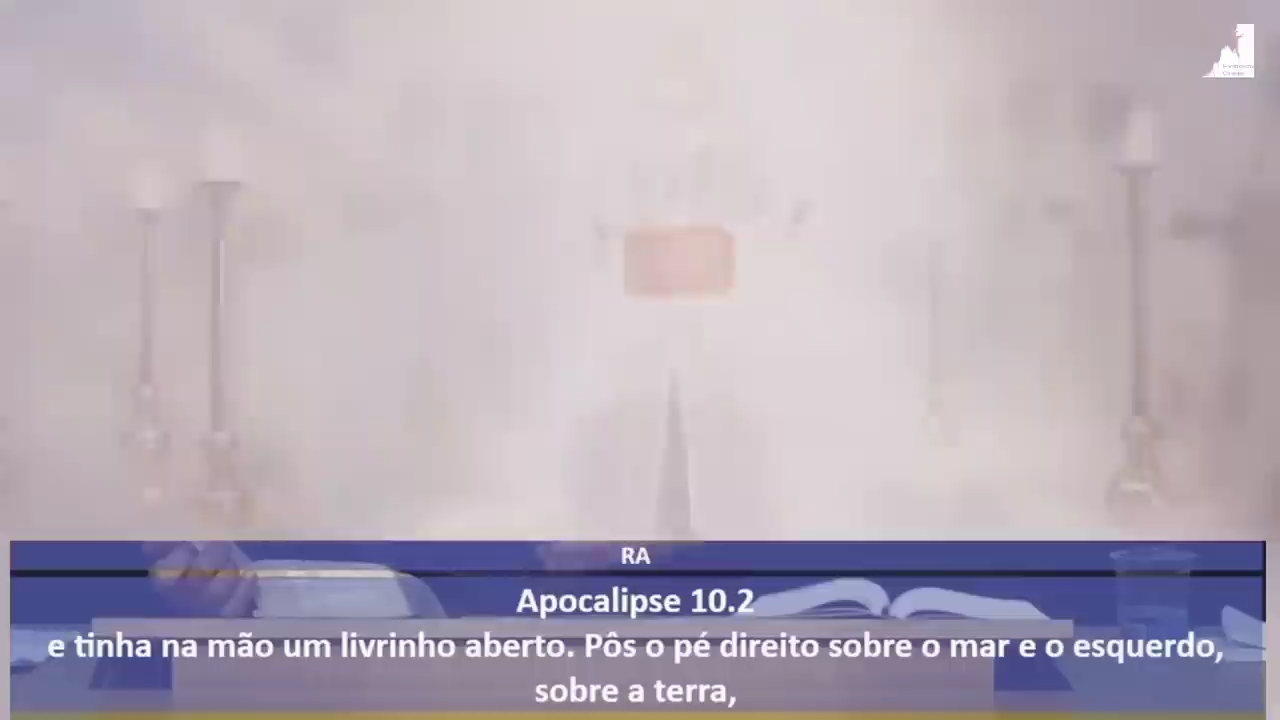 RA
Apocalipse 10.2
e tinha na mão um livrinho aberto. Pôs o pé direito sobre o mar e o esquerdo,
sobre a terra,